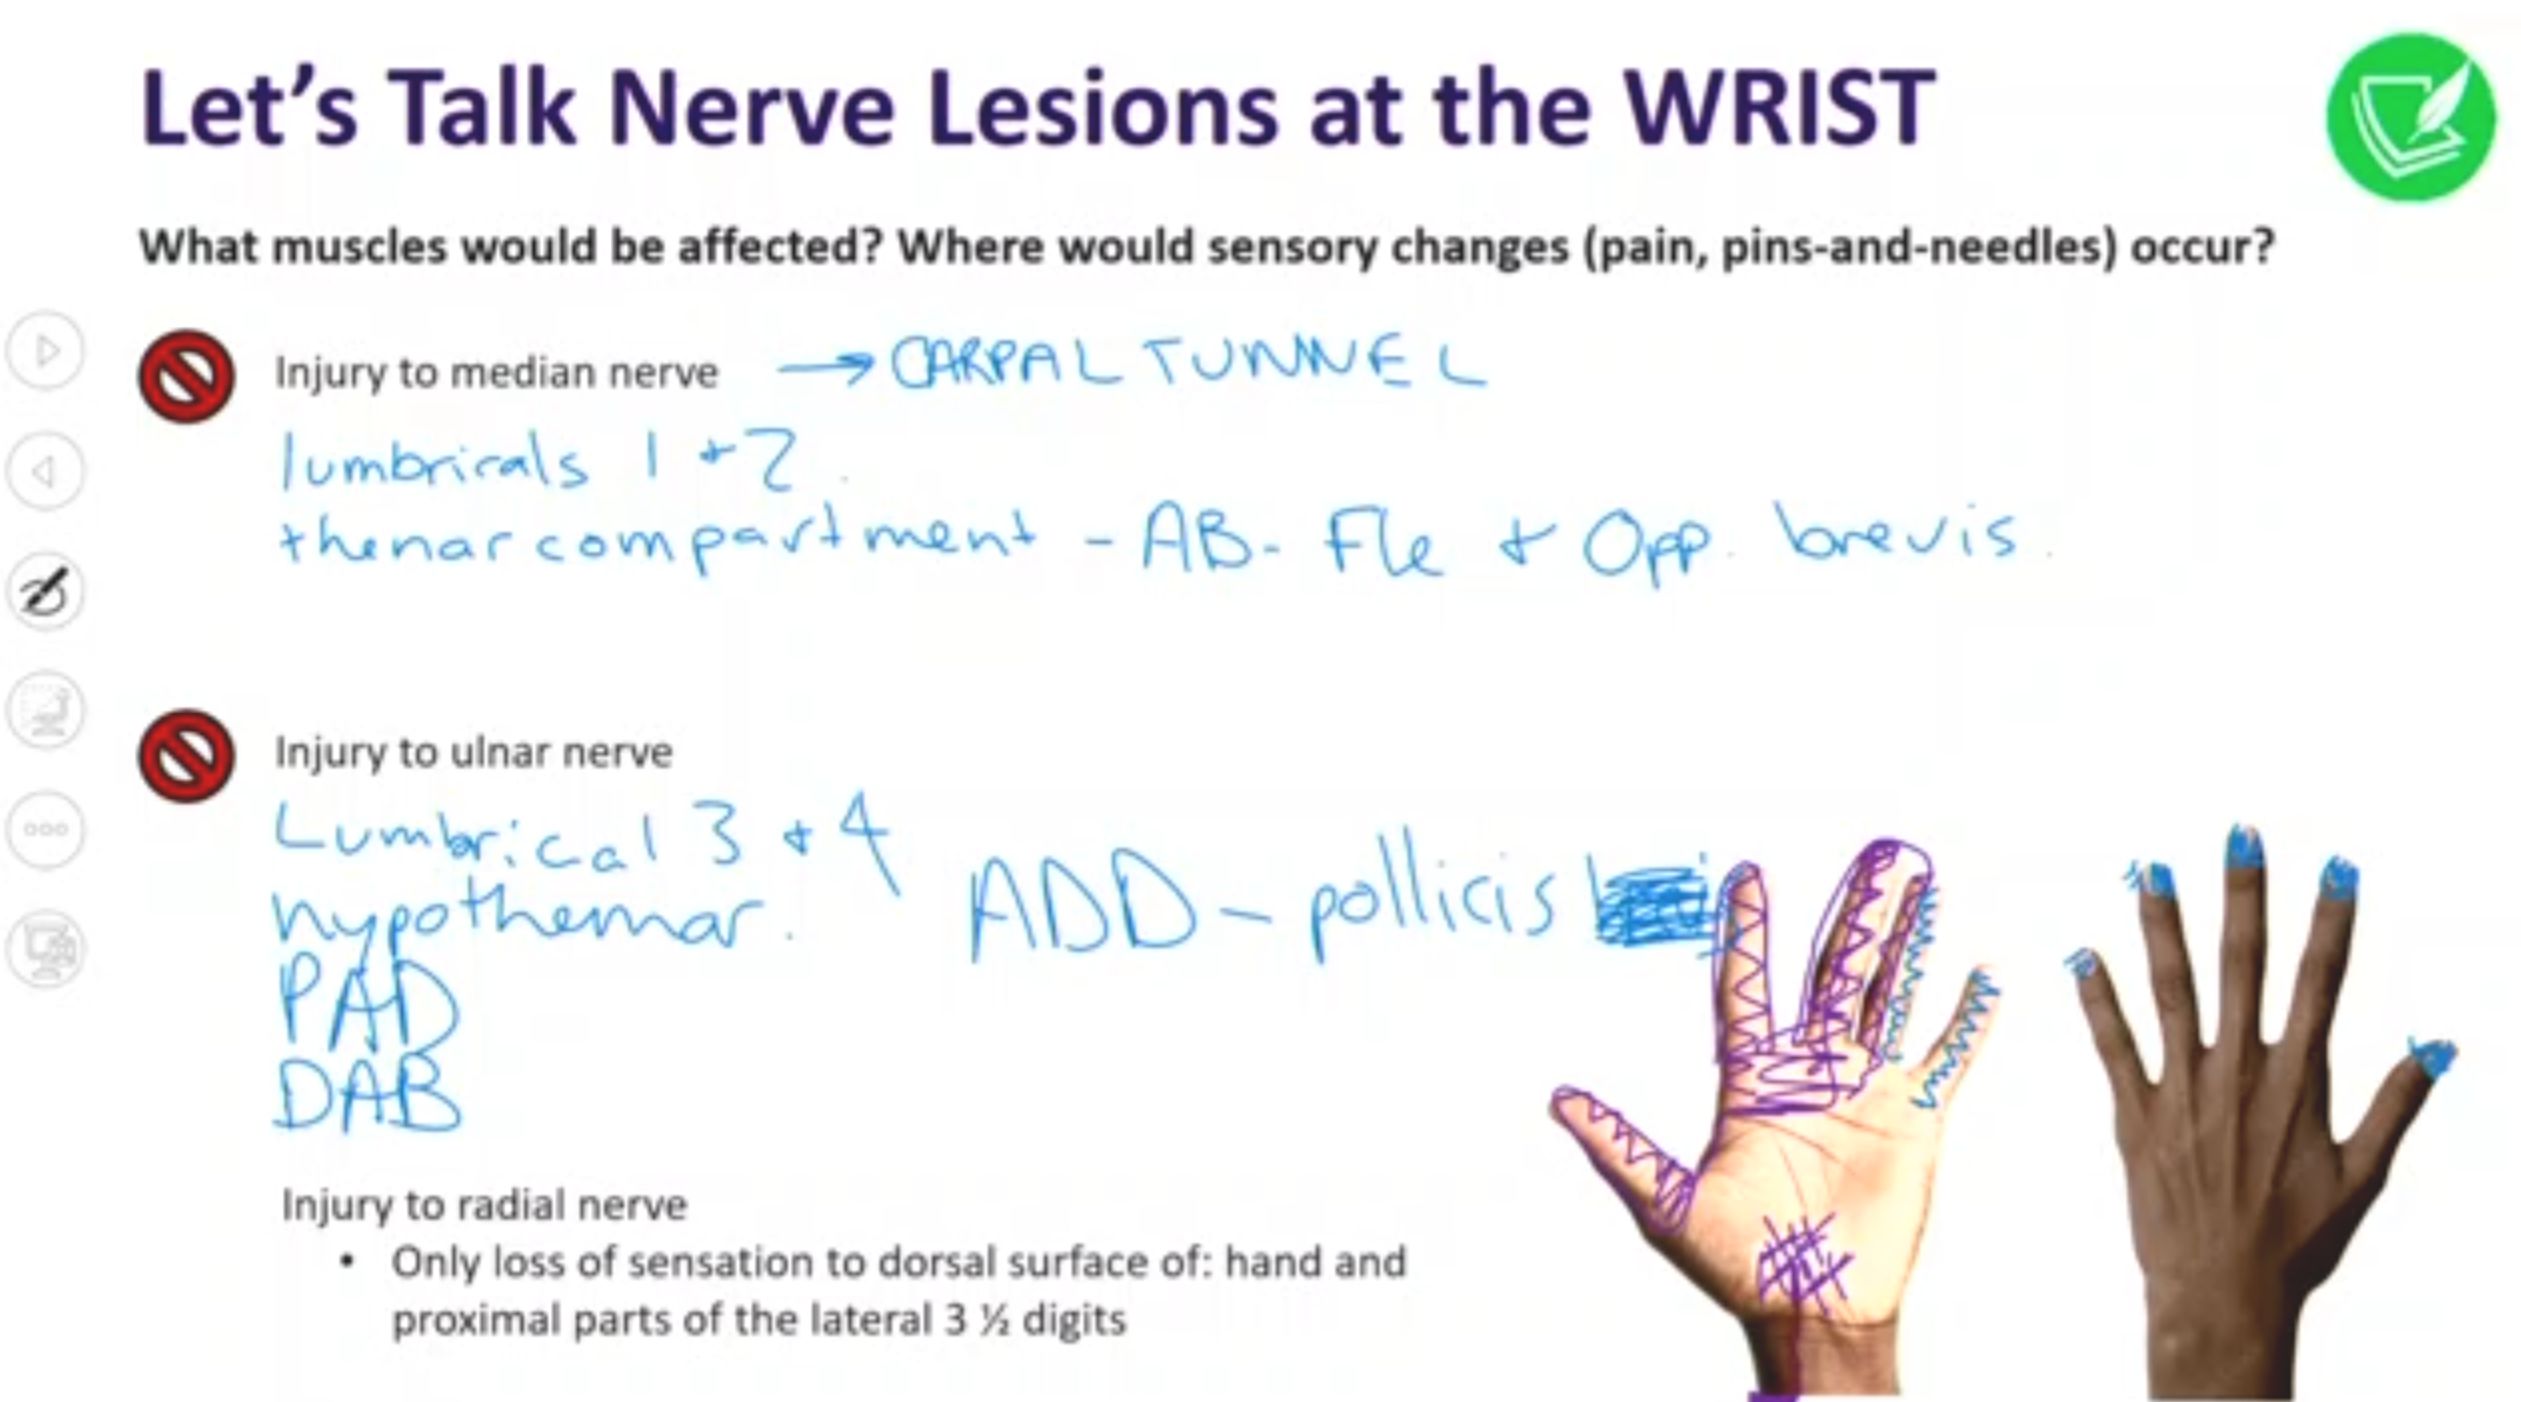 Let's Talk Nerve Lesions at the WRIST
What muscles would be affected? Where would sensory changes (pain, pins-and-needles) occur?
Injury to median nerve → CARPAL TUNNEL
lumbricals 1 + 2.
thenar compartment - AB- Fle + Opp. brevis.
Injury to ulnar nerve
Lumbrical 3 + 4
hypothemar.
ADD - pollicis
PAD
DAB
Injury to radial nerve
• Only loss of sensation to dorsal surface of: hand and
proximal parts of the lateral 3 ½ digits